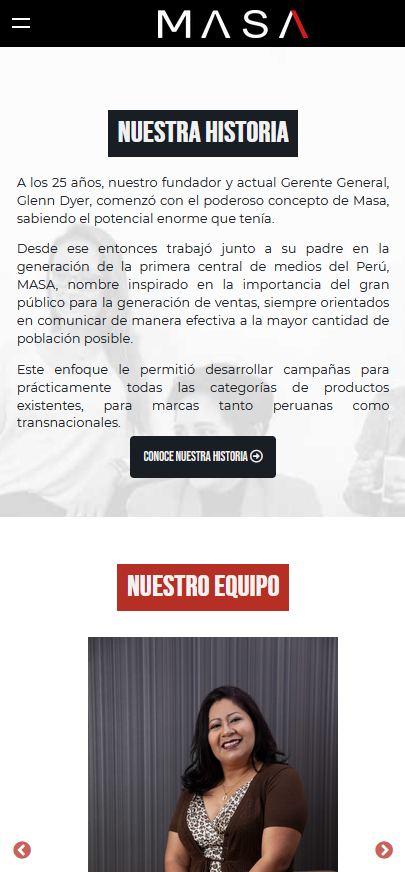 MASA
NUESTRA HISTORIA
A los 25 años, nuestro fundador y actual Gerente General,
Glenn Dyer, comenzó con el poderoso concepto de Masa,
sabiendo el potencial enorme que tenía.
Desde ese entonces trabajó junto a su padre en la
generación de la primera central de medios del Perú,
MASA, nombre inspirado en la importancia del gran
público para la generación de ventas, siempre orientados
en comunicar de manera efectiva a la mayor cantidad de
población posible.
Este enfoque le permitió desarrollar campañas para
prácticamente todas las categorías de productos
existentes, para marcas tanto peruanas como
transnacionales.
CONOCE NUESTRA HISTORIA
NUESTRO EQUIPO